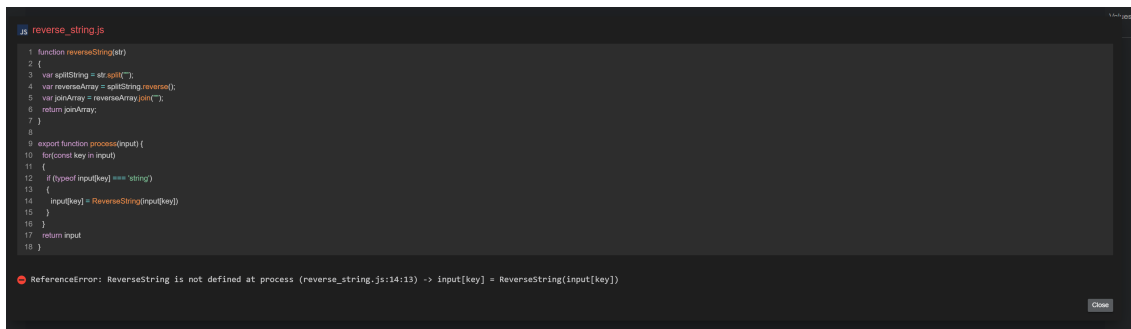 JS reverse_string.js
1 function reverseString(str)
2 {
3 var splitString = str.split("");
4 var reverseArray = splitString.reverse();
5 var joinArray = reverseArray.join("");
6 return joinArray;
7 }
8
9 export function process(input) {
10 for(const key in input)
11 {
12 if (typeof input[key] === 'string')
13 {
14 input[key] = ReverseString(input[key])
15 }
16 }
17 return input
18 }
ReferenceError: ReverseString is not defined at process (reverse_string.js:14:13) -> input[key] = ReverseString(input[key])
Close